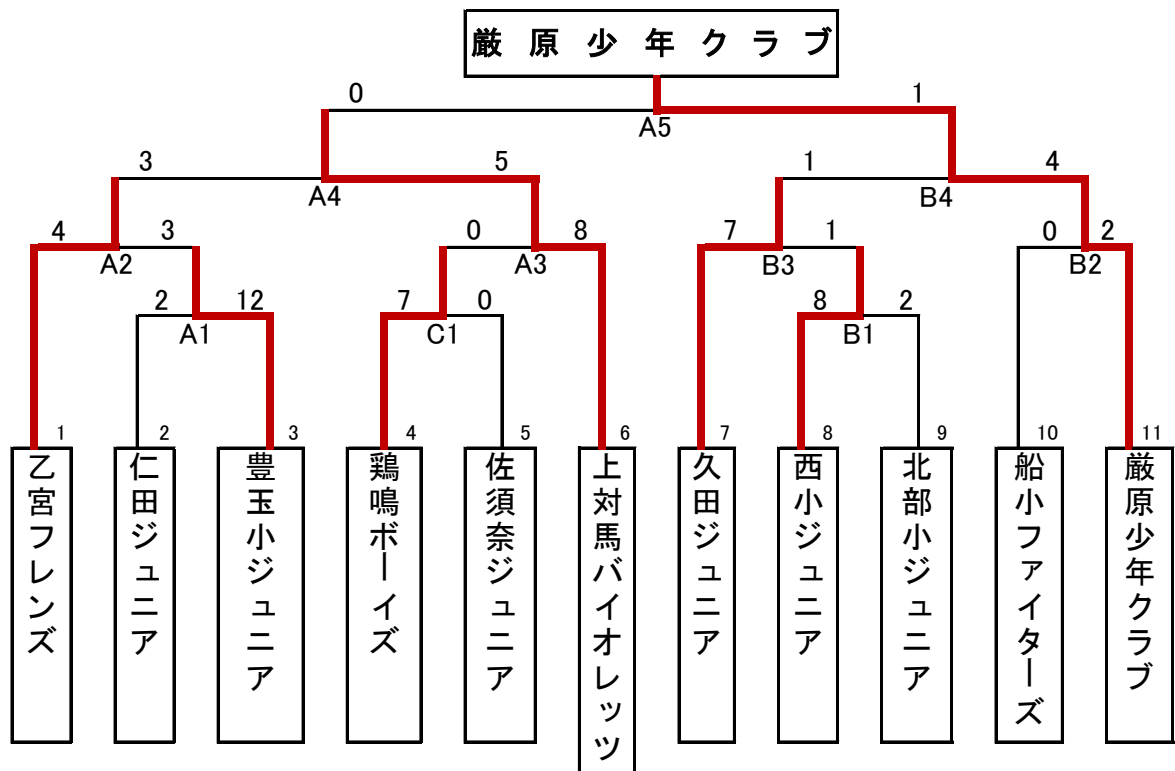 厳原少年クラブ
0 1
A5
3 5 1 4
A4 B4
4 3 0 8 7 1 0 2
A2 A3 B3 B2
2 12 7 0 8 2
A1 C1 B1
1 2 3 4 5 6 7 8 9 10 11
乙宮フレンズ
仁田ジュニア
豊玉小ジュニア
鶏鳴ボーイズ
佐須奈ジュニア
上対馬バイオレッツ
久田ジュニア
西小ジュニア
北部小ジュニア
船小ファイターズ
厳原少年クラブ